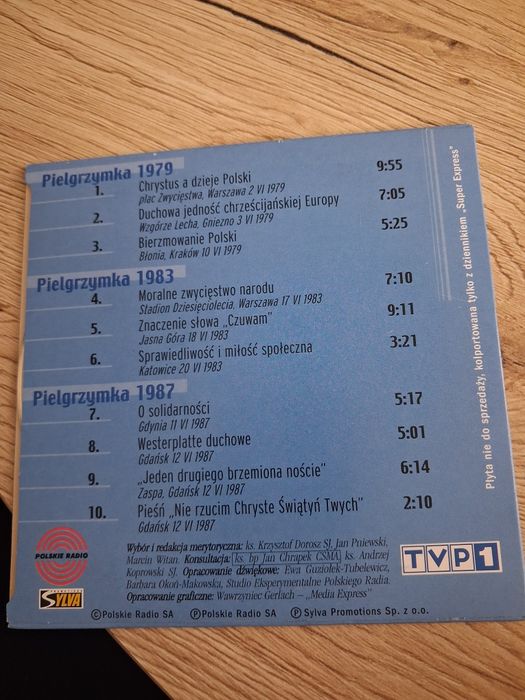 Pielgrzymka 1979
1. Chrystus a dzieje Polski 9:55
plac Zwycięstwa, Warszawa 2 VI 1979
2. Duchowa jedność chrześcijańskiej Europy 7:05
Wzgórze Lecha, Gniezno 3 VI 1979
3. Bierzmowanie Polski 5:25
Błonia, Kraków 10 VI 1979
Pielgrzymka 1983
4. Moralne zwycięstwo narodu 7:10
Stadion Dziesięciolecia, Warszawa 17 VI 1983
5. Znaczenie słowa „Czuwam" 9:11
Jasna Góra 18 VI 1983
6. Sprawiedliwość i miłość społeczna 3:21
Katowice 20 VI 1983
Pielgrzymka 1987
7. O solidarności 5:17
Gdynia 11 VI 1987
8. Westerplatte duchowe 5:01
Gdańsk 12 VI 1987
9. „Jeden drugiego brzemiona noście" 6:14
Zaspa, Gdańsk 12 VI 1987
10. Pieśń „Nie rzucim Chryste Świątyń Twych" 2:10
Gdańsk 12 VI 1987
Płyta nie do sprzedaży, kolportowana tylko z dziennikiem „Super Express"
POLSKIE RADIO
SYLVA
Wybór i redakcja merytoryczna: ks. Krzysztof Dorosz SJ, Jan Pniewski,
Marcin Witan. Konsultacja: ks. bp Jan Chrapek CSMA, ks. Andrzej
Koprowski SJ. Opracowanie dźwiękowe: Ewa Guziołek-Tubelewicz,
Barbara Okoń-Makowska, Studio Eksperymentalne Polskiego Radia.
Opracowanie graficzne: Wawrzyniec Gerlach – „Media Express"
TVP1
©Polskie Radio SA ℗Polskie Radio SA ℗Sylva Promotions Sp. z o.o.